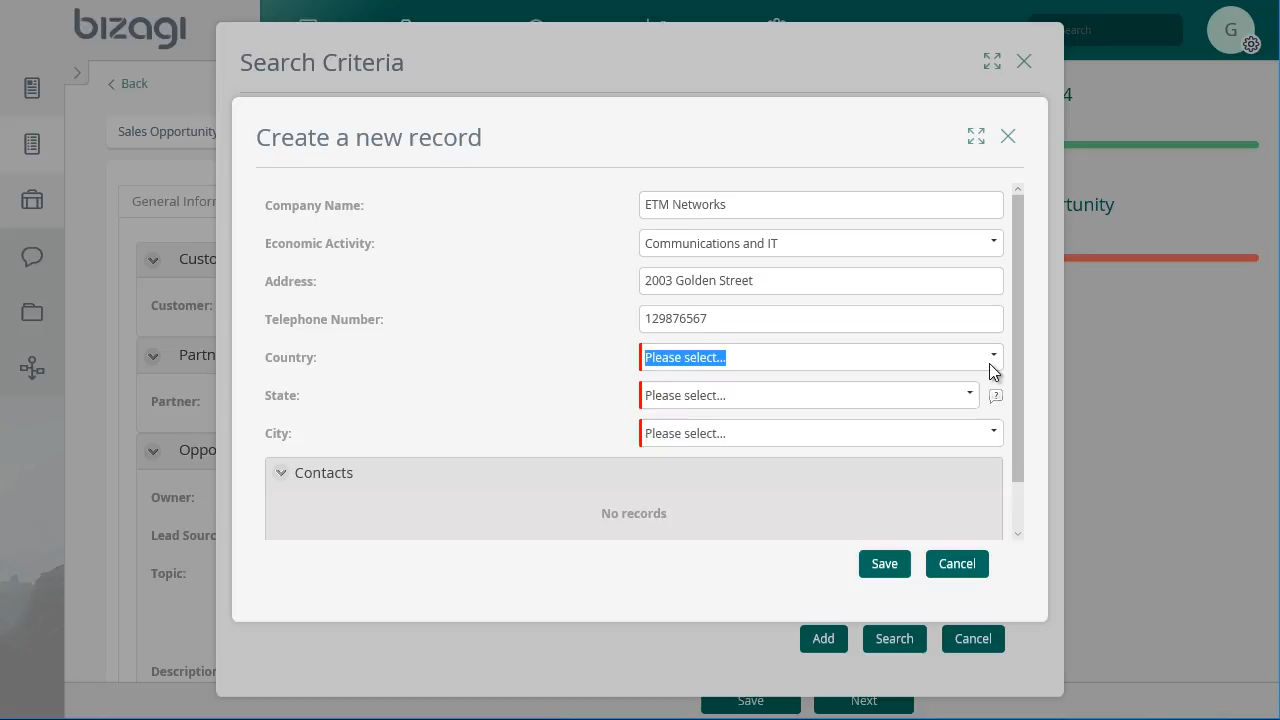 bizagi
Search
G
Search Criteria
Back
4
Sales Opportunity
Create a new record
General Inform
rtunity
Company Name:
ETM Networks
Economic Activity:
Communications and IT
Custo
Address:
2003 Golden Street
Customer:
Telephone Number:
129876567
Partn
Country:
Please select...
Partner:
State:
Please select...
?
City:
Please select...
Oppo
Contacts
Owner:
No records
Lead Sourc
Save
Cancel
Topic:
Add
Search
Cancel
Description
Save
Next